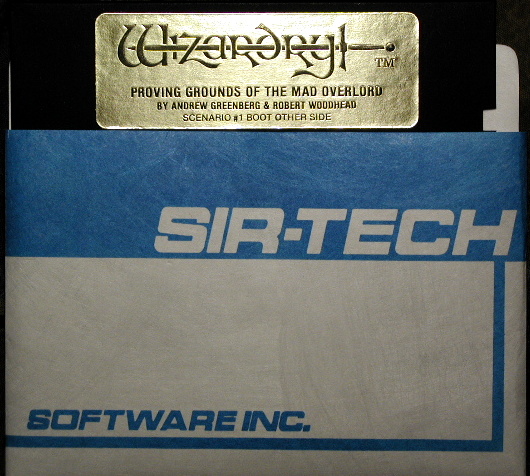 Wizardry
TM
PROVING GROUNDS OF THE MAD OVERLORD
BY ANDREW GREENBERG & ROBERT WOODHEAD
SCENARIO #1 BOOT OTHER SIDE
SIR-TECH
SOFTWARE INC.